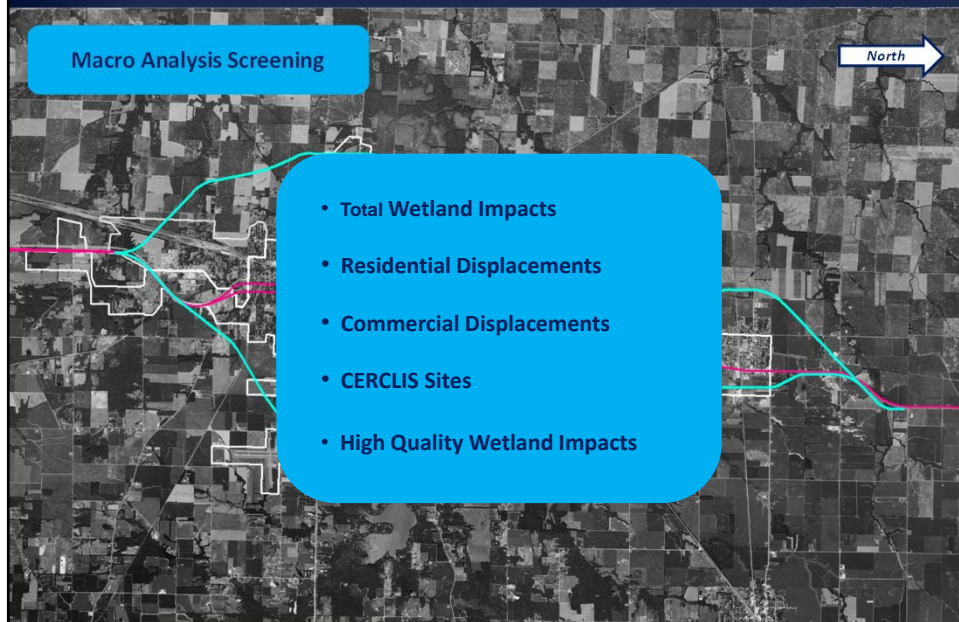 Macro Analysis Screening
North
• Total Wetland Impacts
• Residential Displacements
• Commercial Displacements
• CERCLIS Sites
• High Quality Wetland Impacts